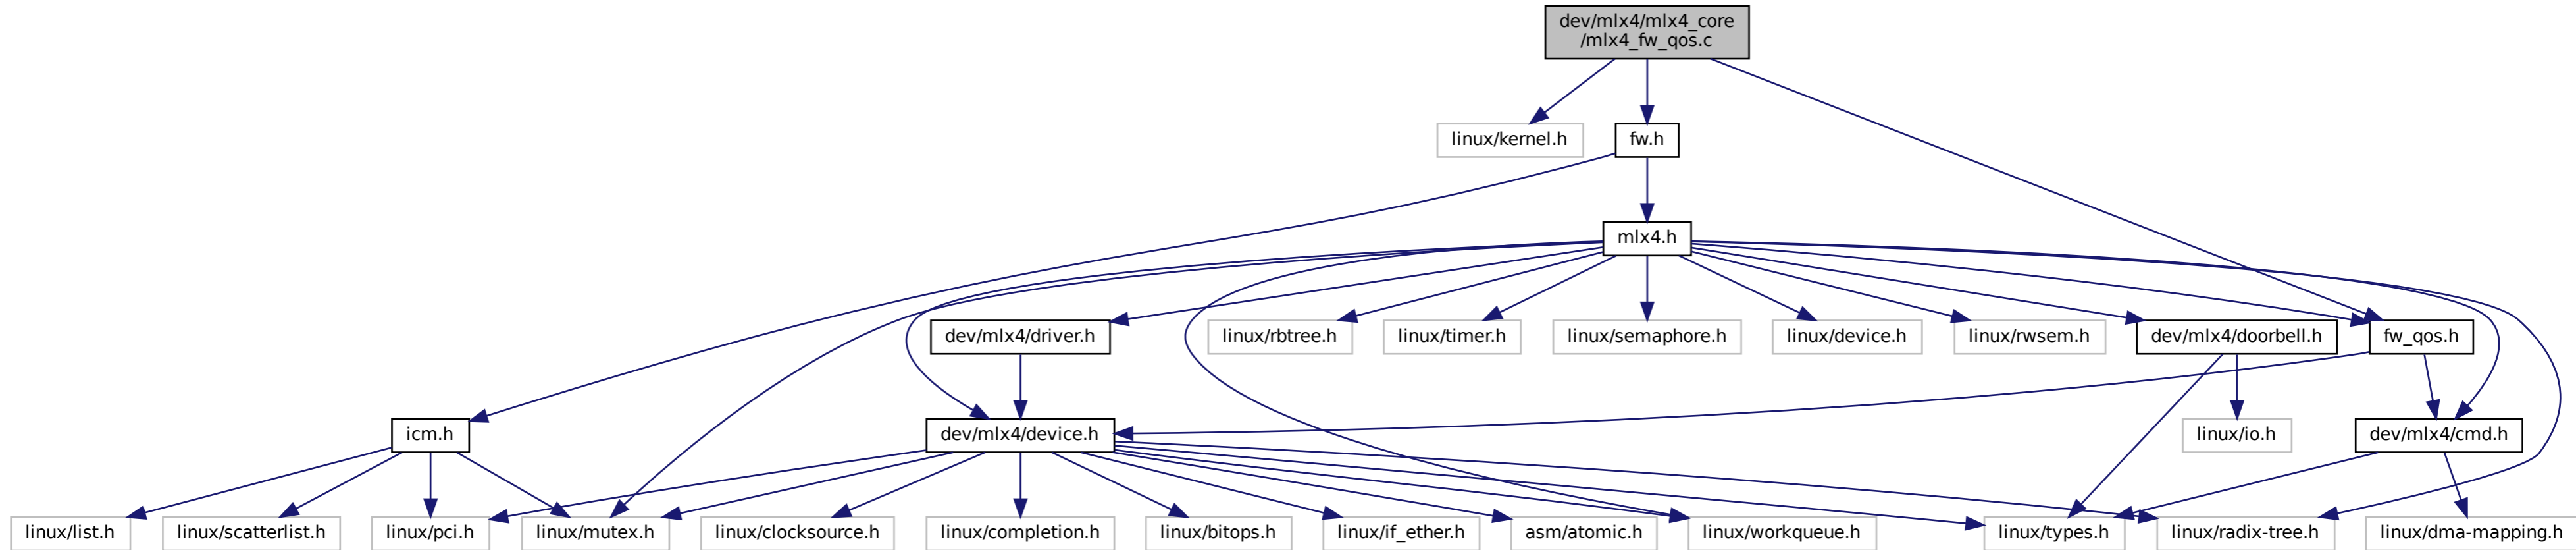 dev/mlx4/mlx4_core
/mlx4_fw_qos.c
linux/kernel.h
fw.h
mlx4.h
dev/mlx4/driver.h
linux/rbtree.h
linux/timer.h
linux/semaphore.h
linux/device.h
linux/rwsem.h
dev/mlx4/doorbell.h
fw_qos.h
icm.h
dev/mlx4/device.h
linux/io.h
dev/mlx4/cmd.h
linux/list.h
linux/scatterlist.h
linux/pci.h
linux/mutex.h
linux/clocksource.h
linux/completion.h
linux/bitops.h
linux/if_ether.h
asm/atomic.h
linux/workqueue.h
linux/types.h
linux/radix-tree.h
linux/dma-mapping.h